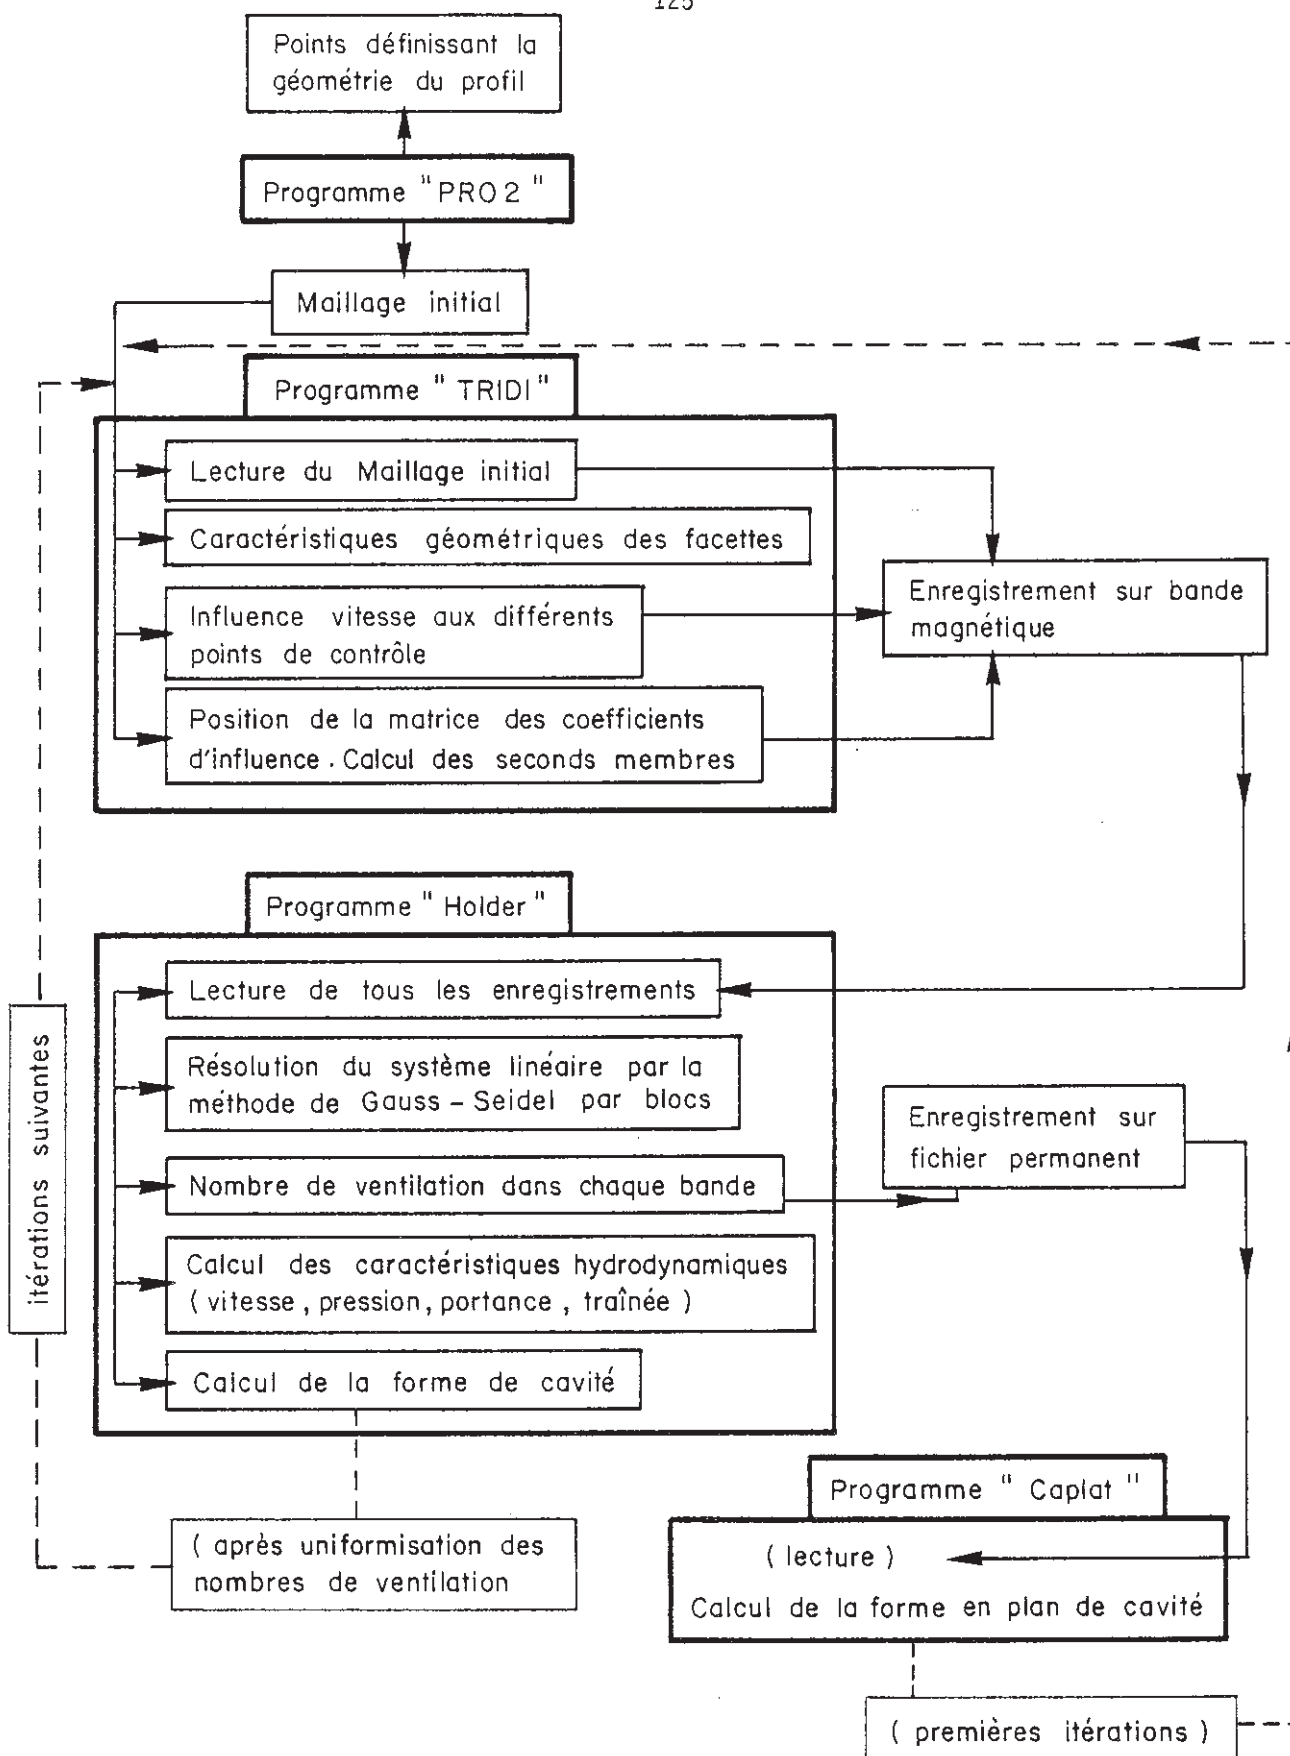 125
Points définissant la
géométrie du profil
Programme "PRO2"
Maillage initial
Programme "TRIDI"
Lecture du Maillage initial
Caractéristiques géométriques des facettes
Influence vitesse aux différents
points de contrôle
Position de la matrice des coefficients
d'influence. Calcul des seconds membres
Enregistrement sur bande
magnétique
Programme "Holder"
Lecture de tous les enregistrements
Résolution du système linéaire par la
méthode de Gauss - Seidel par blocs
Nombre de ventilation dans chaque bande
Calcul des caractéristiques hydrodynamiques
(vitesse, pression, portance, traînée)
Calcul de la forme de cavité
Enregistrement sur
fichier permanent
itérations suivantes
(après uniformisation des
nombres de ventilation
Programme "Caplat"
(lecture)
Calcul de la forme en plan de cavité
(premières itérations)